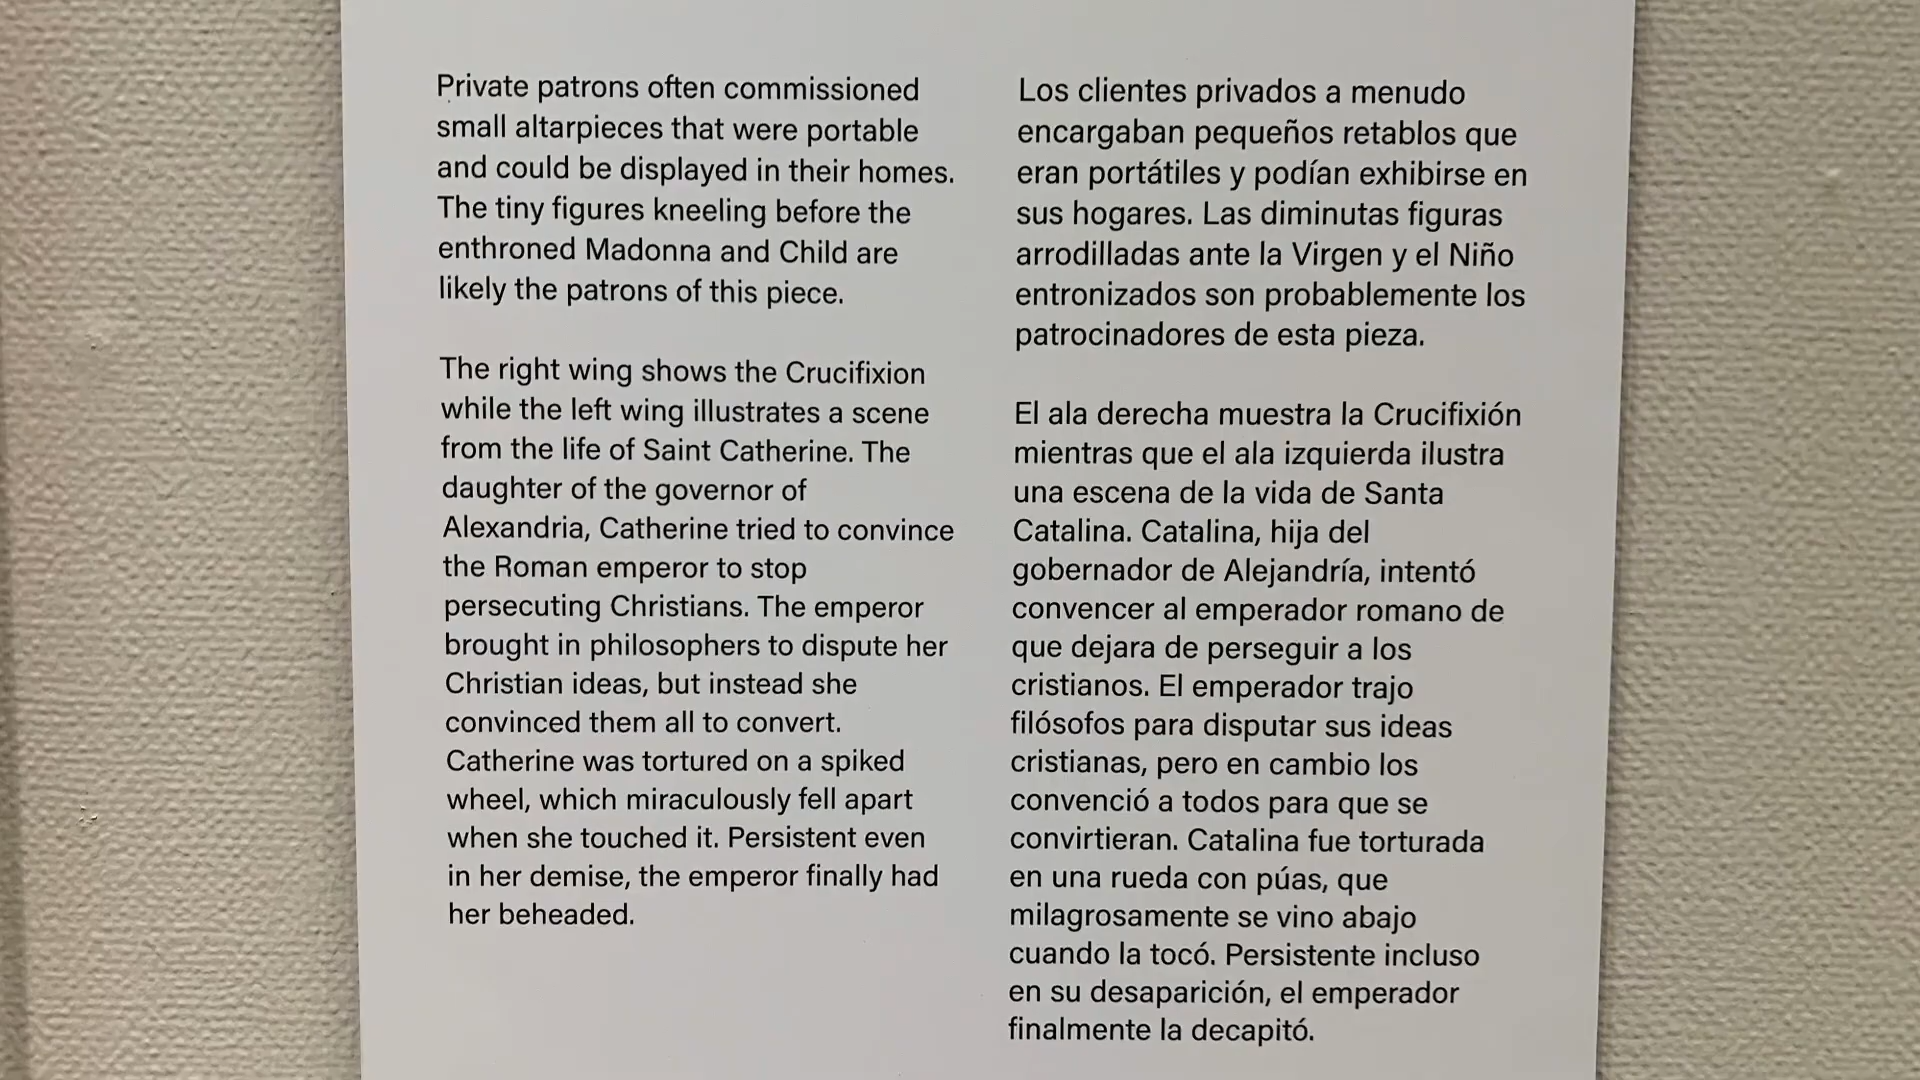 Private patrons often commissioned
small altarpieces that were portable
and could be displayed in their homes.
The tiny figures kneeling before the
enthroned Madonna and Child are
likely the patrons of this piece.
The right wing shows the Crucifixion
while the left wing illustrates a scene
from the life of Saint Catherine. The
daughter of the governor of
Alexandria, Catherine tried to convince
the Roman emperor to stop
persecuting Christians. The emperor
brought in philosophers to dispute her
Christian ideas, but instead she
convinced them all to convert.
Catherine was tortured on a spiked
wheel, which miraculously fell apart
when she touched it. Persistent even
in her demise, the emperor finally had
her beheaded.
Los clientes privados a menudo
encargaban pequeños retablos que
eran portátiles y podían exhibirse en
sus hogares. Las diminutas figuras
arrodilladas ante la Virgen y el Niño
entronizados son probablemente los
patrocinadores de esta pieza.
El ala derecha muestra la Crucifixión
mientras que el ala izquierda ilustra
una escena de la vida de Santa
Catalina. Catalina, hija del
gobernador de Alejandría, intentó
convencer al emperador romano de
que dejara de perseguir a los
cristianos. El emperador trajo
filósofos para disputar sus ideas
cristianas, pero en cambio los
convenció a todos para que se
convirtieran. Catalina fue torturada
en una rueda con púas, que
milagrosamente se vino abajo
cuando la tocó. Persistente incluso
en su desaparición, el emperador
finalmente la decapitó.